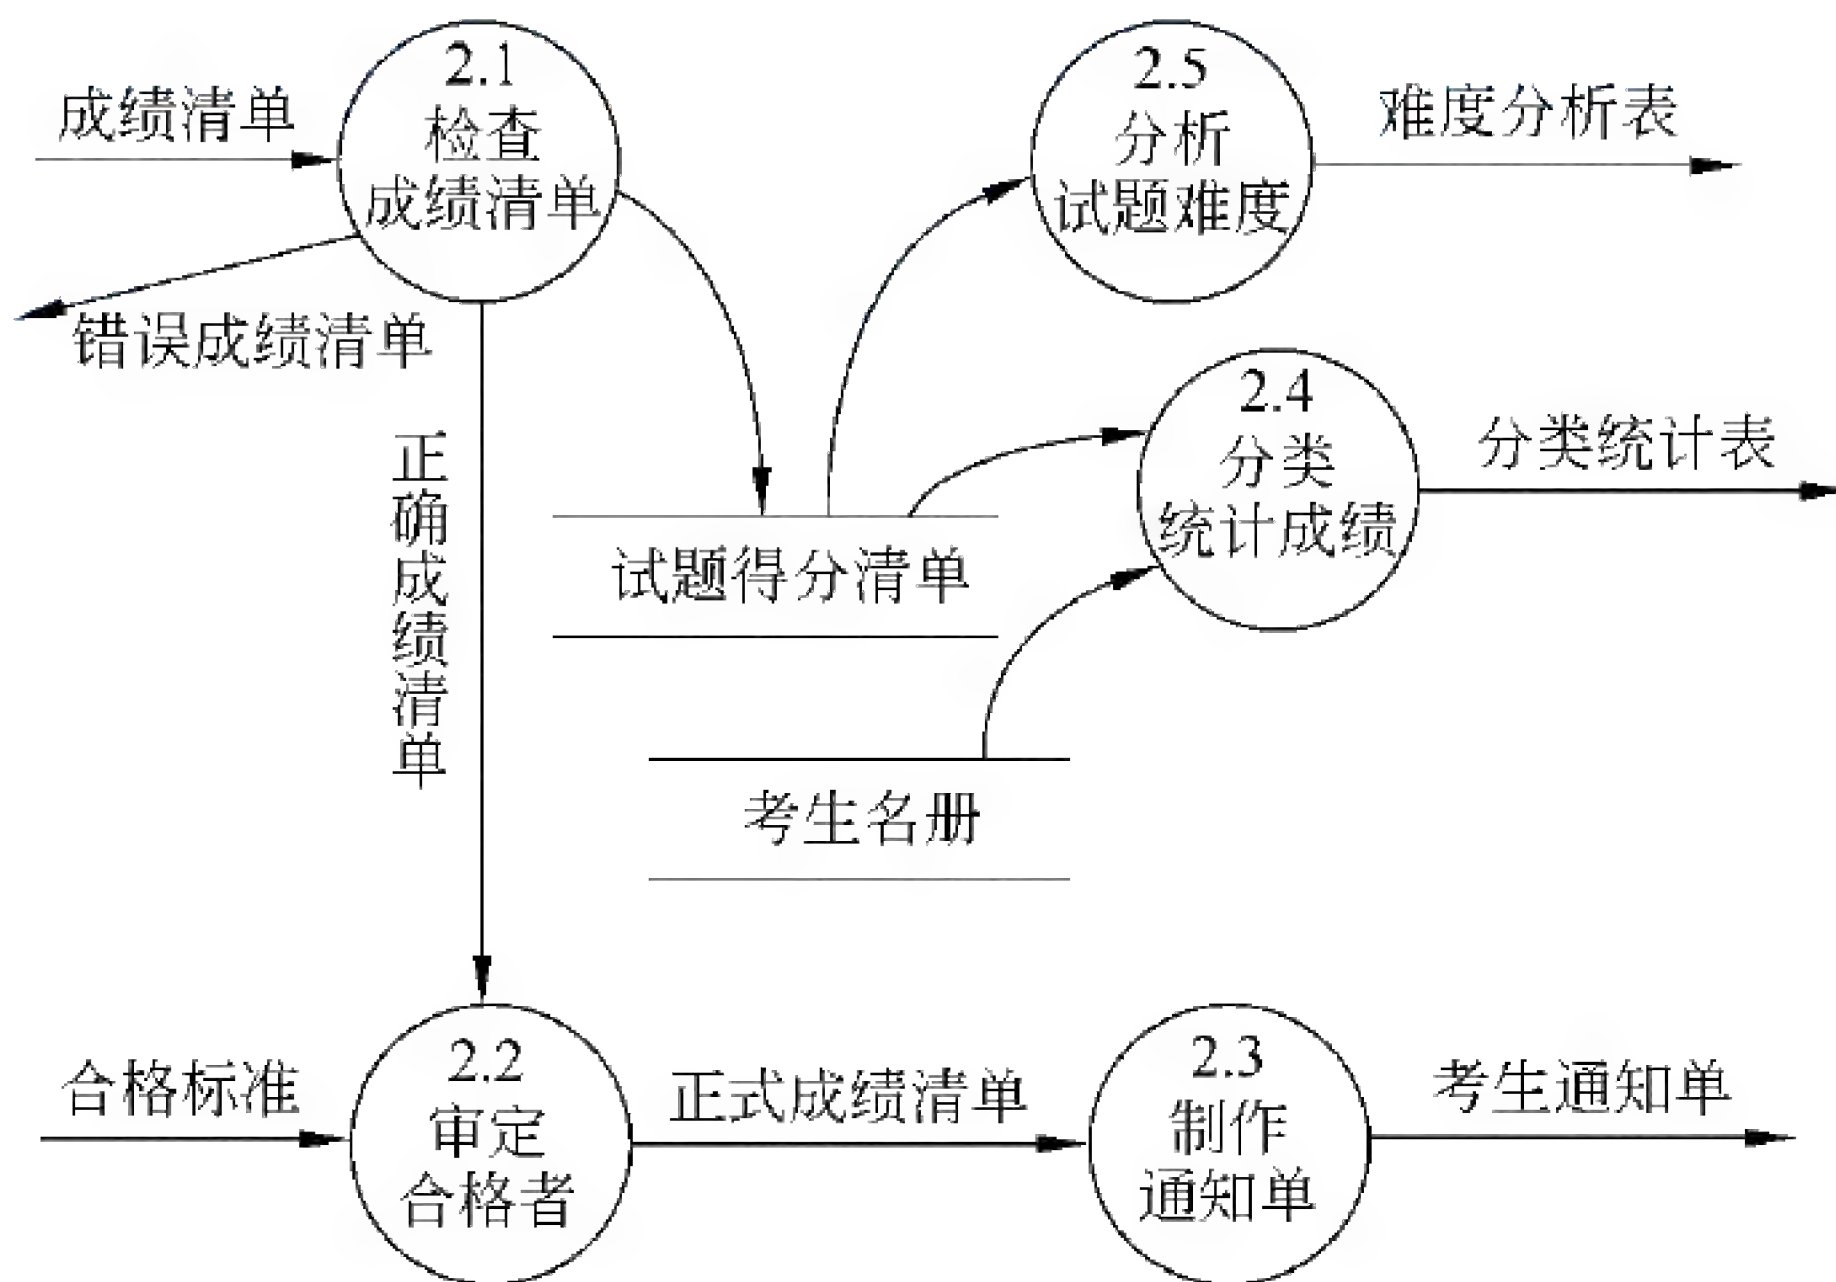 2.1
检查
成绩清单
成绩清单
错误成绩清单
2.5
分析
试题难度
难度分析表
2.4
分类
统计成绩
分类统计表
正确成绩清单
试题得分清单
考生名册
合格标准
2.2
审定
合格者
正式成绩清单
2.3
制作
通知单
考生通知单